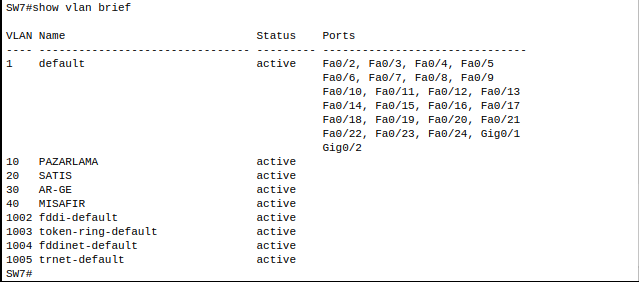 SW7#show vlan brief
VLAN Name                             Status    Ports
---- -------------------------------- --------- -------------------------------
1    default                          active    Fa0/2, Fa0/3, Fa0/4, Fa0/5
                                                Fa0/6, Fa0/7, Fa0/8, Fa0/9
                                                Fa0/10, Fa0/11, Fa0/12, Fa0/13
                                                Fa0/14, Fa0/15, Fa0/16, Fa0/17
                                                Fa0/18, Fa0/19, Fa0/20, Fa0/21
                                                Fa0/22, Fa0/23, Fa0/24, Gig0/1
                                                Gig0/2
10   PAZARLAMA                        active
20   SATIS                            active
30   AR-GE                            active
40   MISAFIR                          active
1002 fddi-default                     active
1003 token-ring-default               active
1004 fddinet-default                  active
1005 trnet-default                    active
SW7#